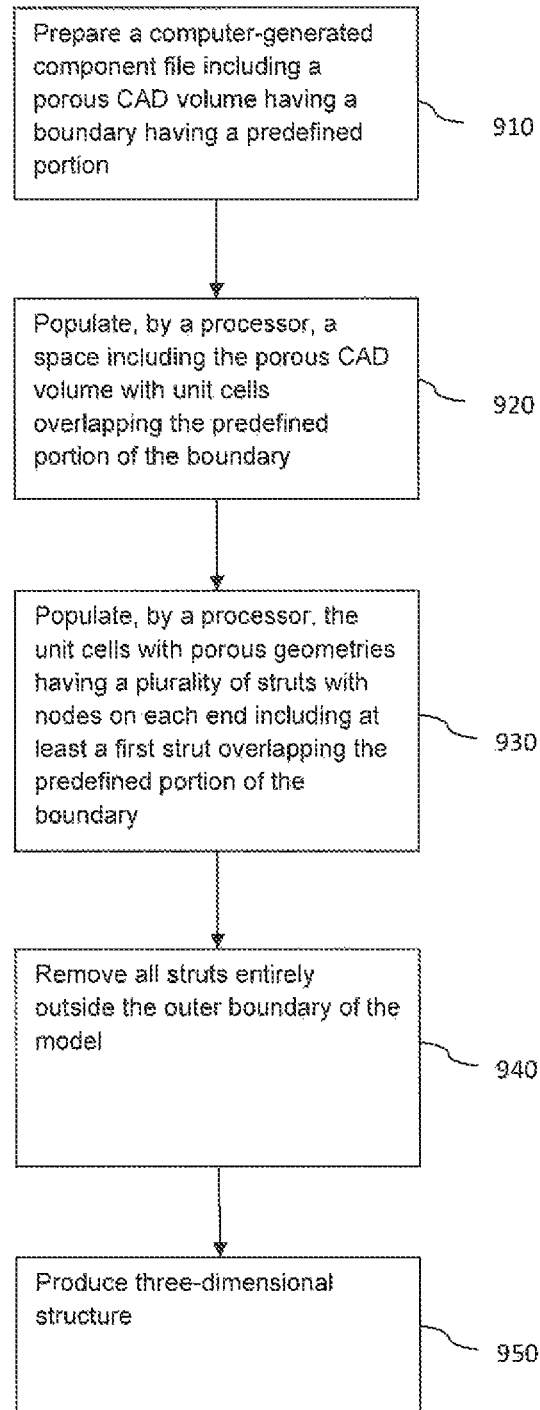 Prepare a computer-generated
component file including a
porous CAD volume having a
boundary having a predefined
portion
910
Populate, by a processor, a
space including the porous CAD
volume with unit cells
overlapping the predefined
portion of the boundary
920
Populate, by a processor, the
unit cells with porous geometries
having a plurality of struts with
nodes on each end including at
least a first strut overlapping the
predefined portion of the
boundary
930
Remove all struts entirely
outside the outer boundary of the
model
940
Produce three-dimensional
structure
950